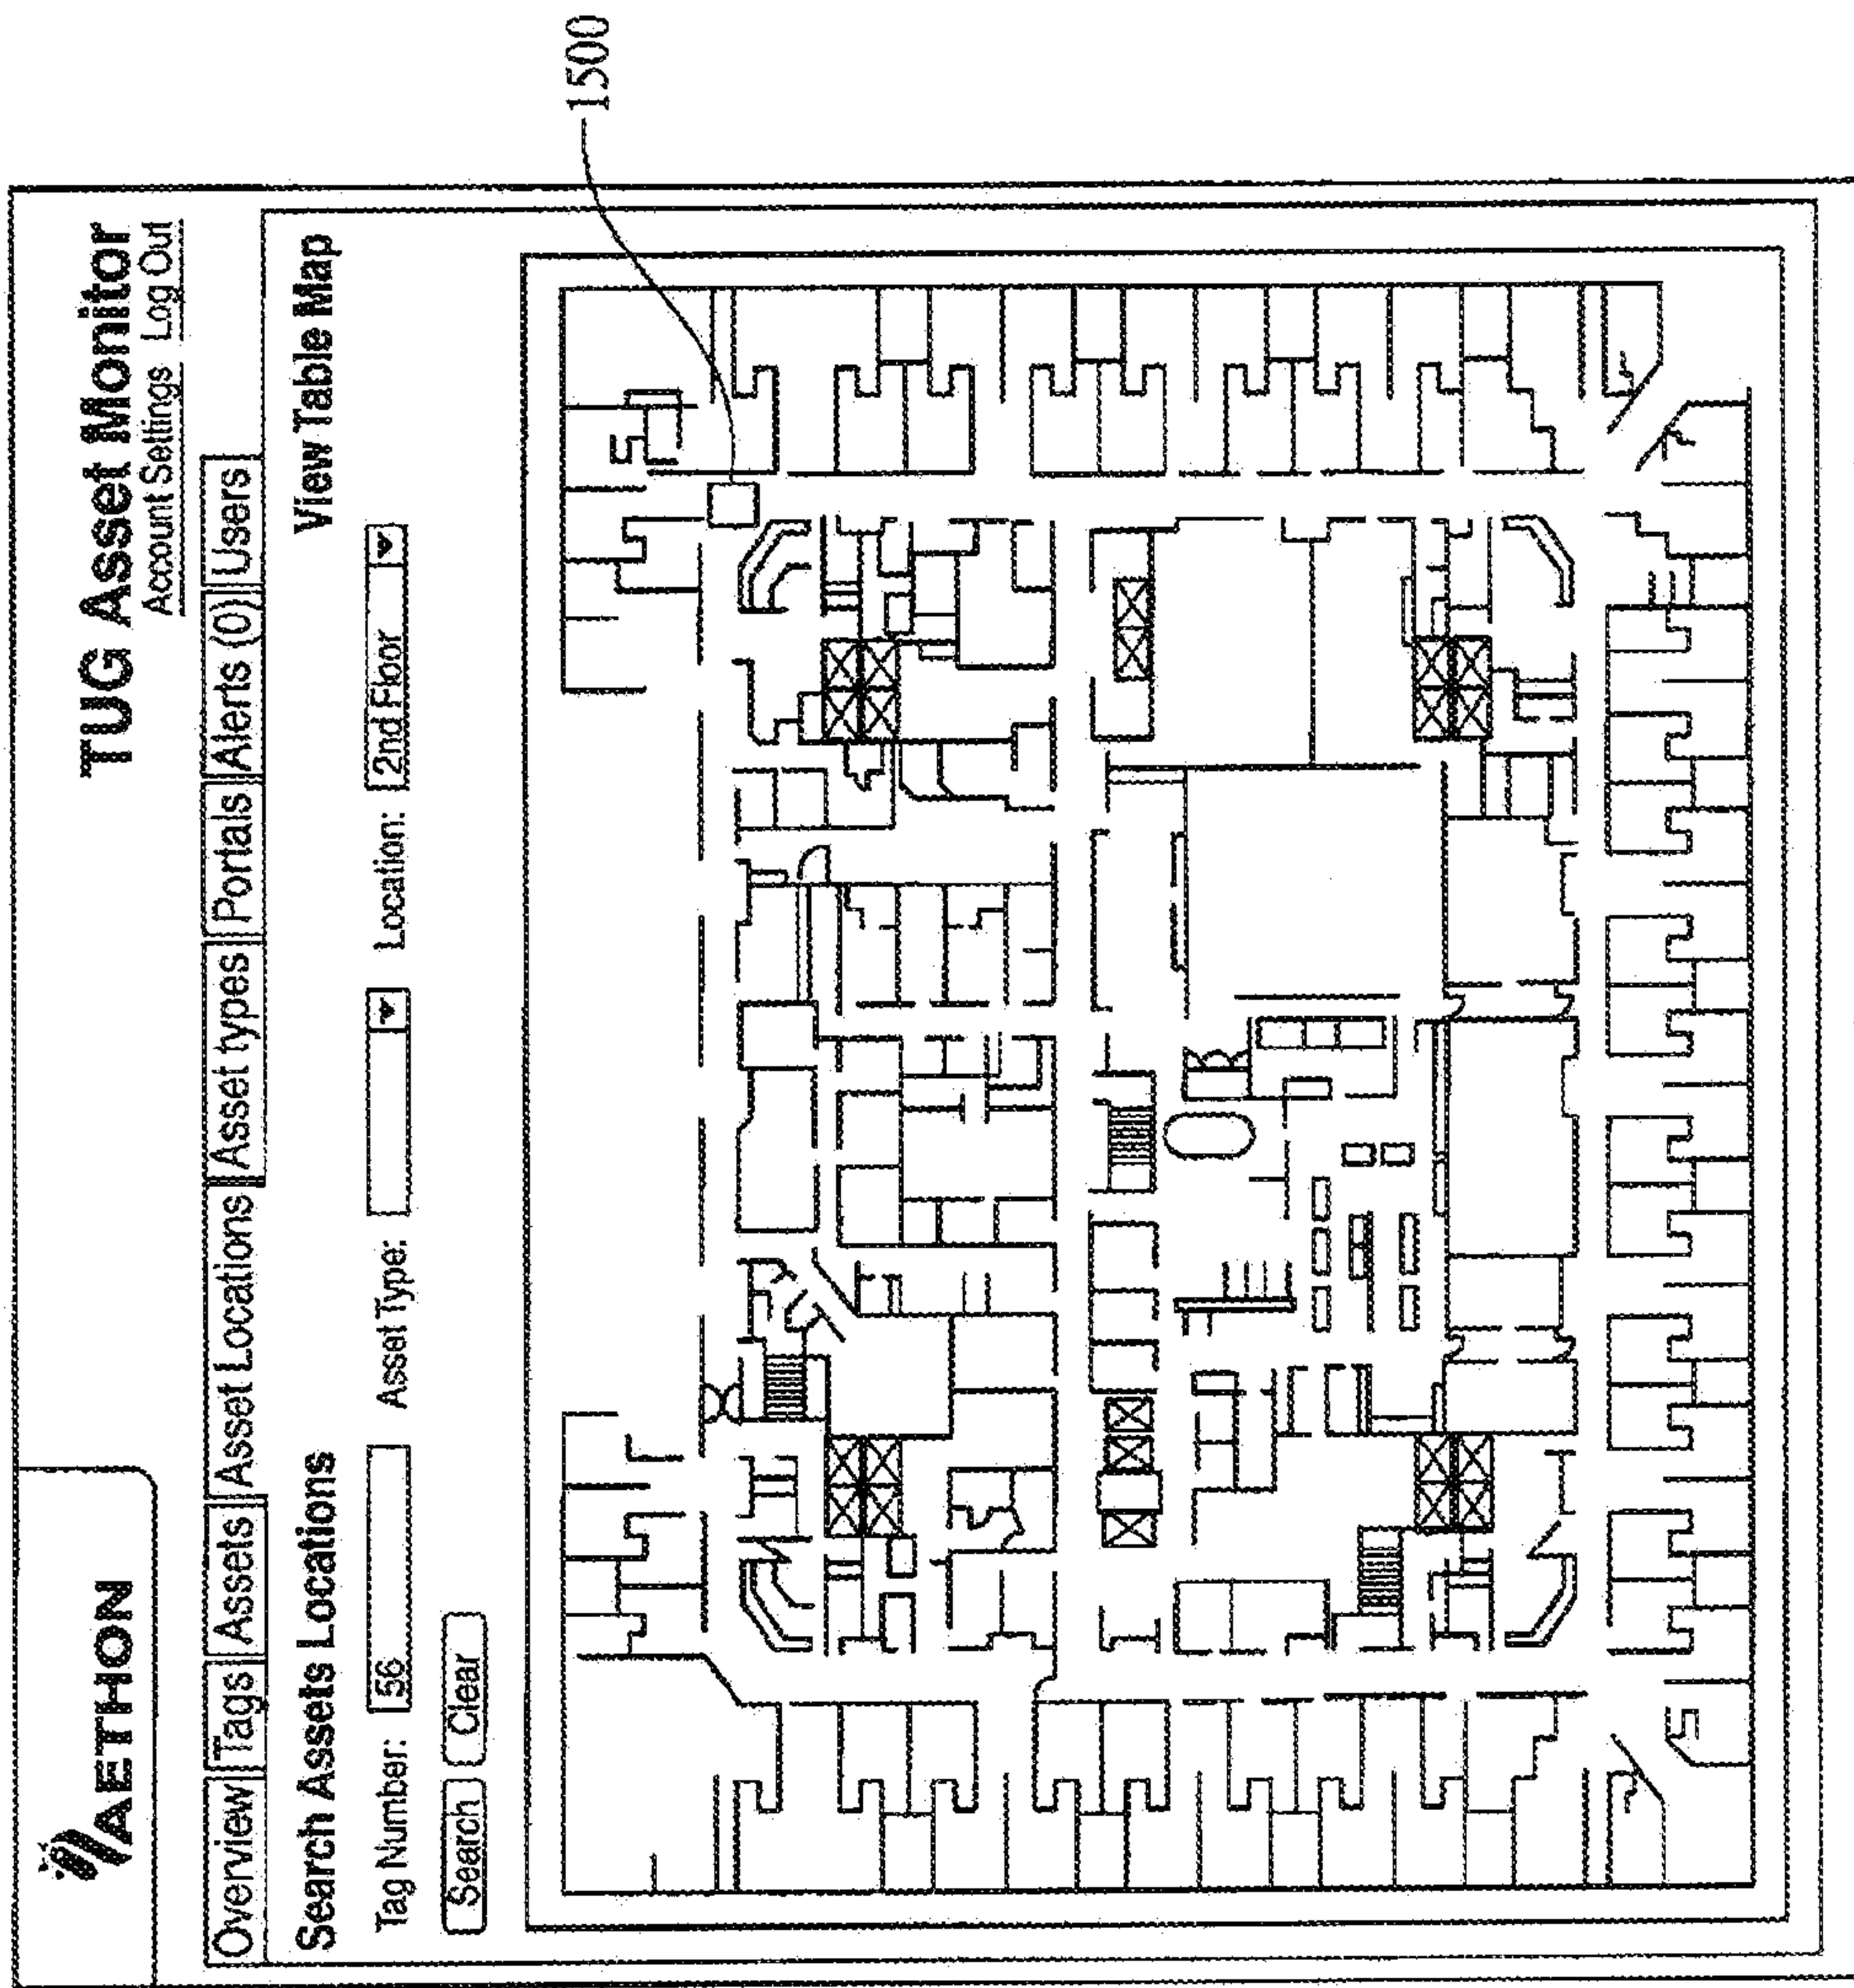 AETHON
TUG Asset Monitor
Account Settings Log Out
Overview Tags Assets Asset Locations Asset types Portals Alerts (0) Users
Search Assets Locations View Table Map
Tag Number: 56 Asset Type: Location: 2nd Floor
Search Clear
1500